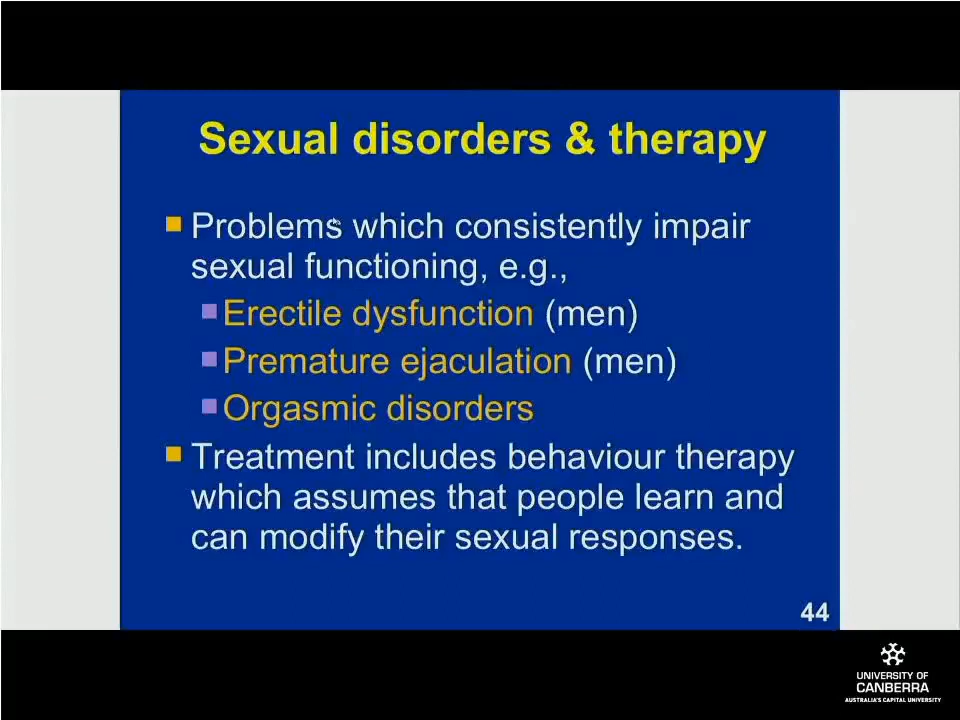 Sexual disorders & therapy
Problems which consistently impair
sexual functioning, e.g.,
Erectile dysfunction (men)
Premature ejaculation (men)
Orgasmic disorders
Treatment includes behaviour therapy
which assumes that people learn and
can modify their sexual responses.
44
UNIVERSITY OF
CANBERRA
AUSTRALIA'S CAPITAL UNIVERSITY